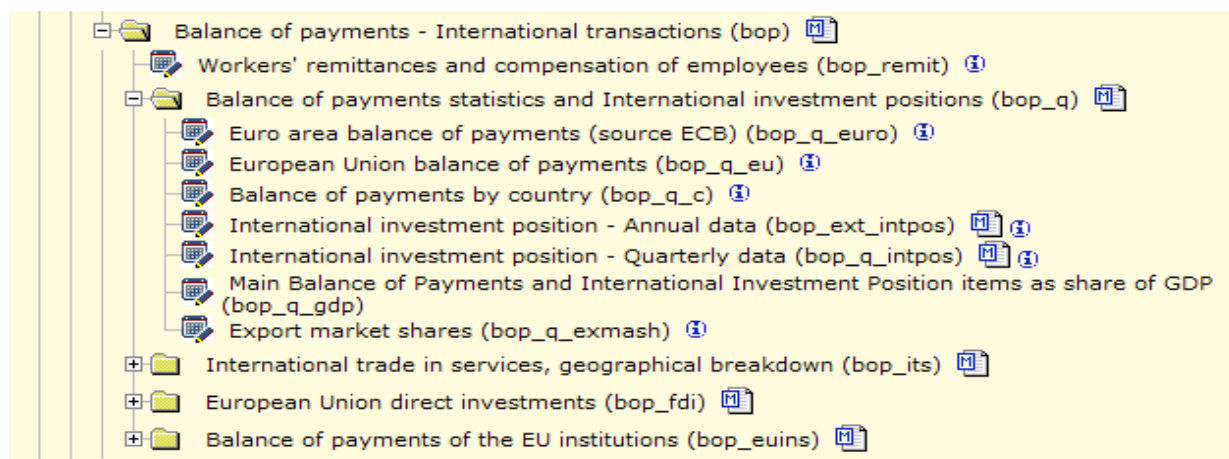 Balance of payments - International transactions (bop)
Workers' remittances and compensation of employees (bop_remit)
Balance of payments statistics and International investment positions (bop_q)
Euro area balance of payments (source ECB) (bop_q_euro)
European Union balance of payments (bop_q_eu)
Balance of payments by country (bop_q_c)
International investment position - Annual data (bop_ext_intpos)
International investment position - Quarterly data (bop_q_intpos)
Main Balance of Payments and International Investment Position items as share of GDP
(bop_q_gdp)
Export market shares (bop_q_exmash)
International trade in services, geographical breakdown (bop_its)
European Union direct investments (bop_fdi)
Balance of payments of the EU institutions (bop_euins)